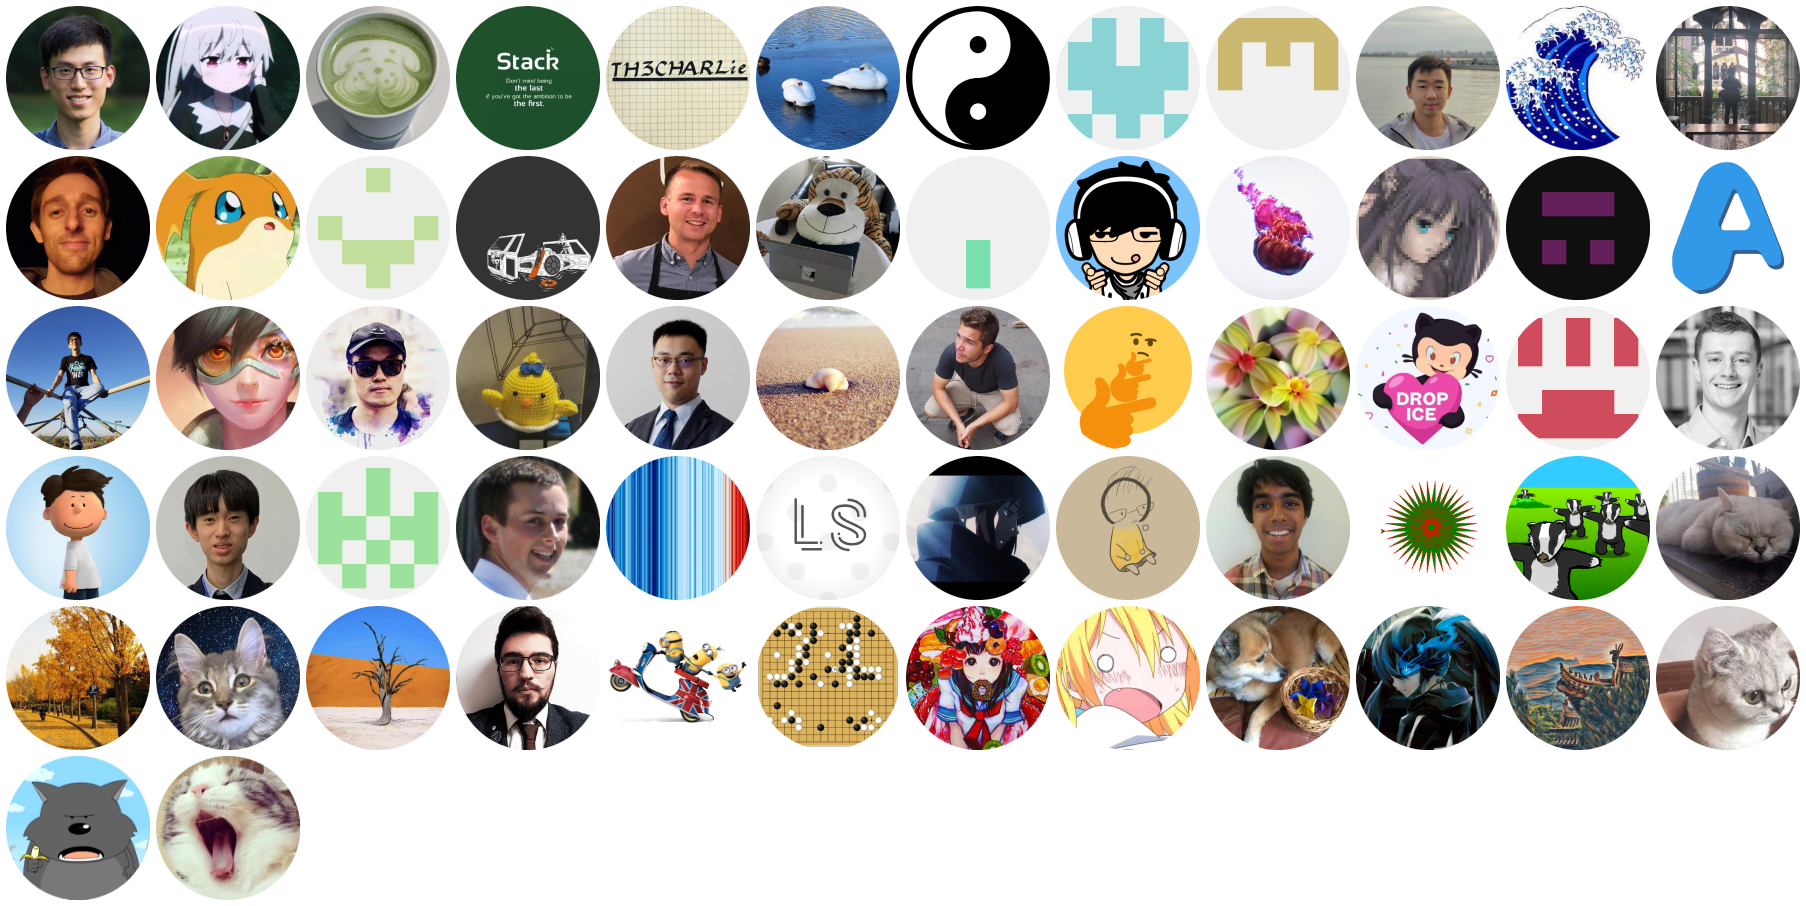 Stack
Don't mind being
the last
if you've got the ambition to be
the first.
TH3CHARLie
A
DROP
ICE
LS